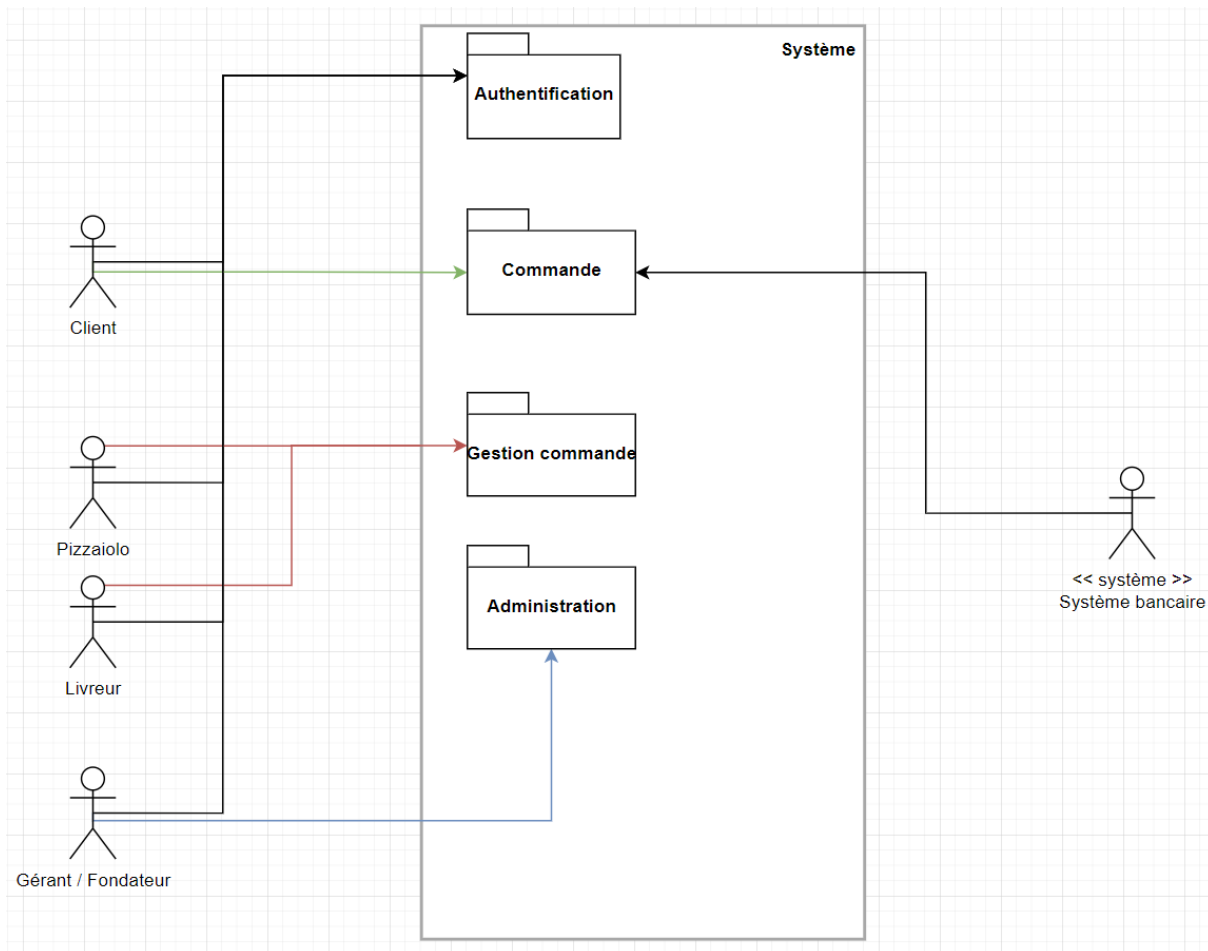 Système
Authentification
Commande
Client
Gestion commande
Pizzaiolo
<< système >>
Système bancaire
Administration
Livreur
Gérant / Fondateur